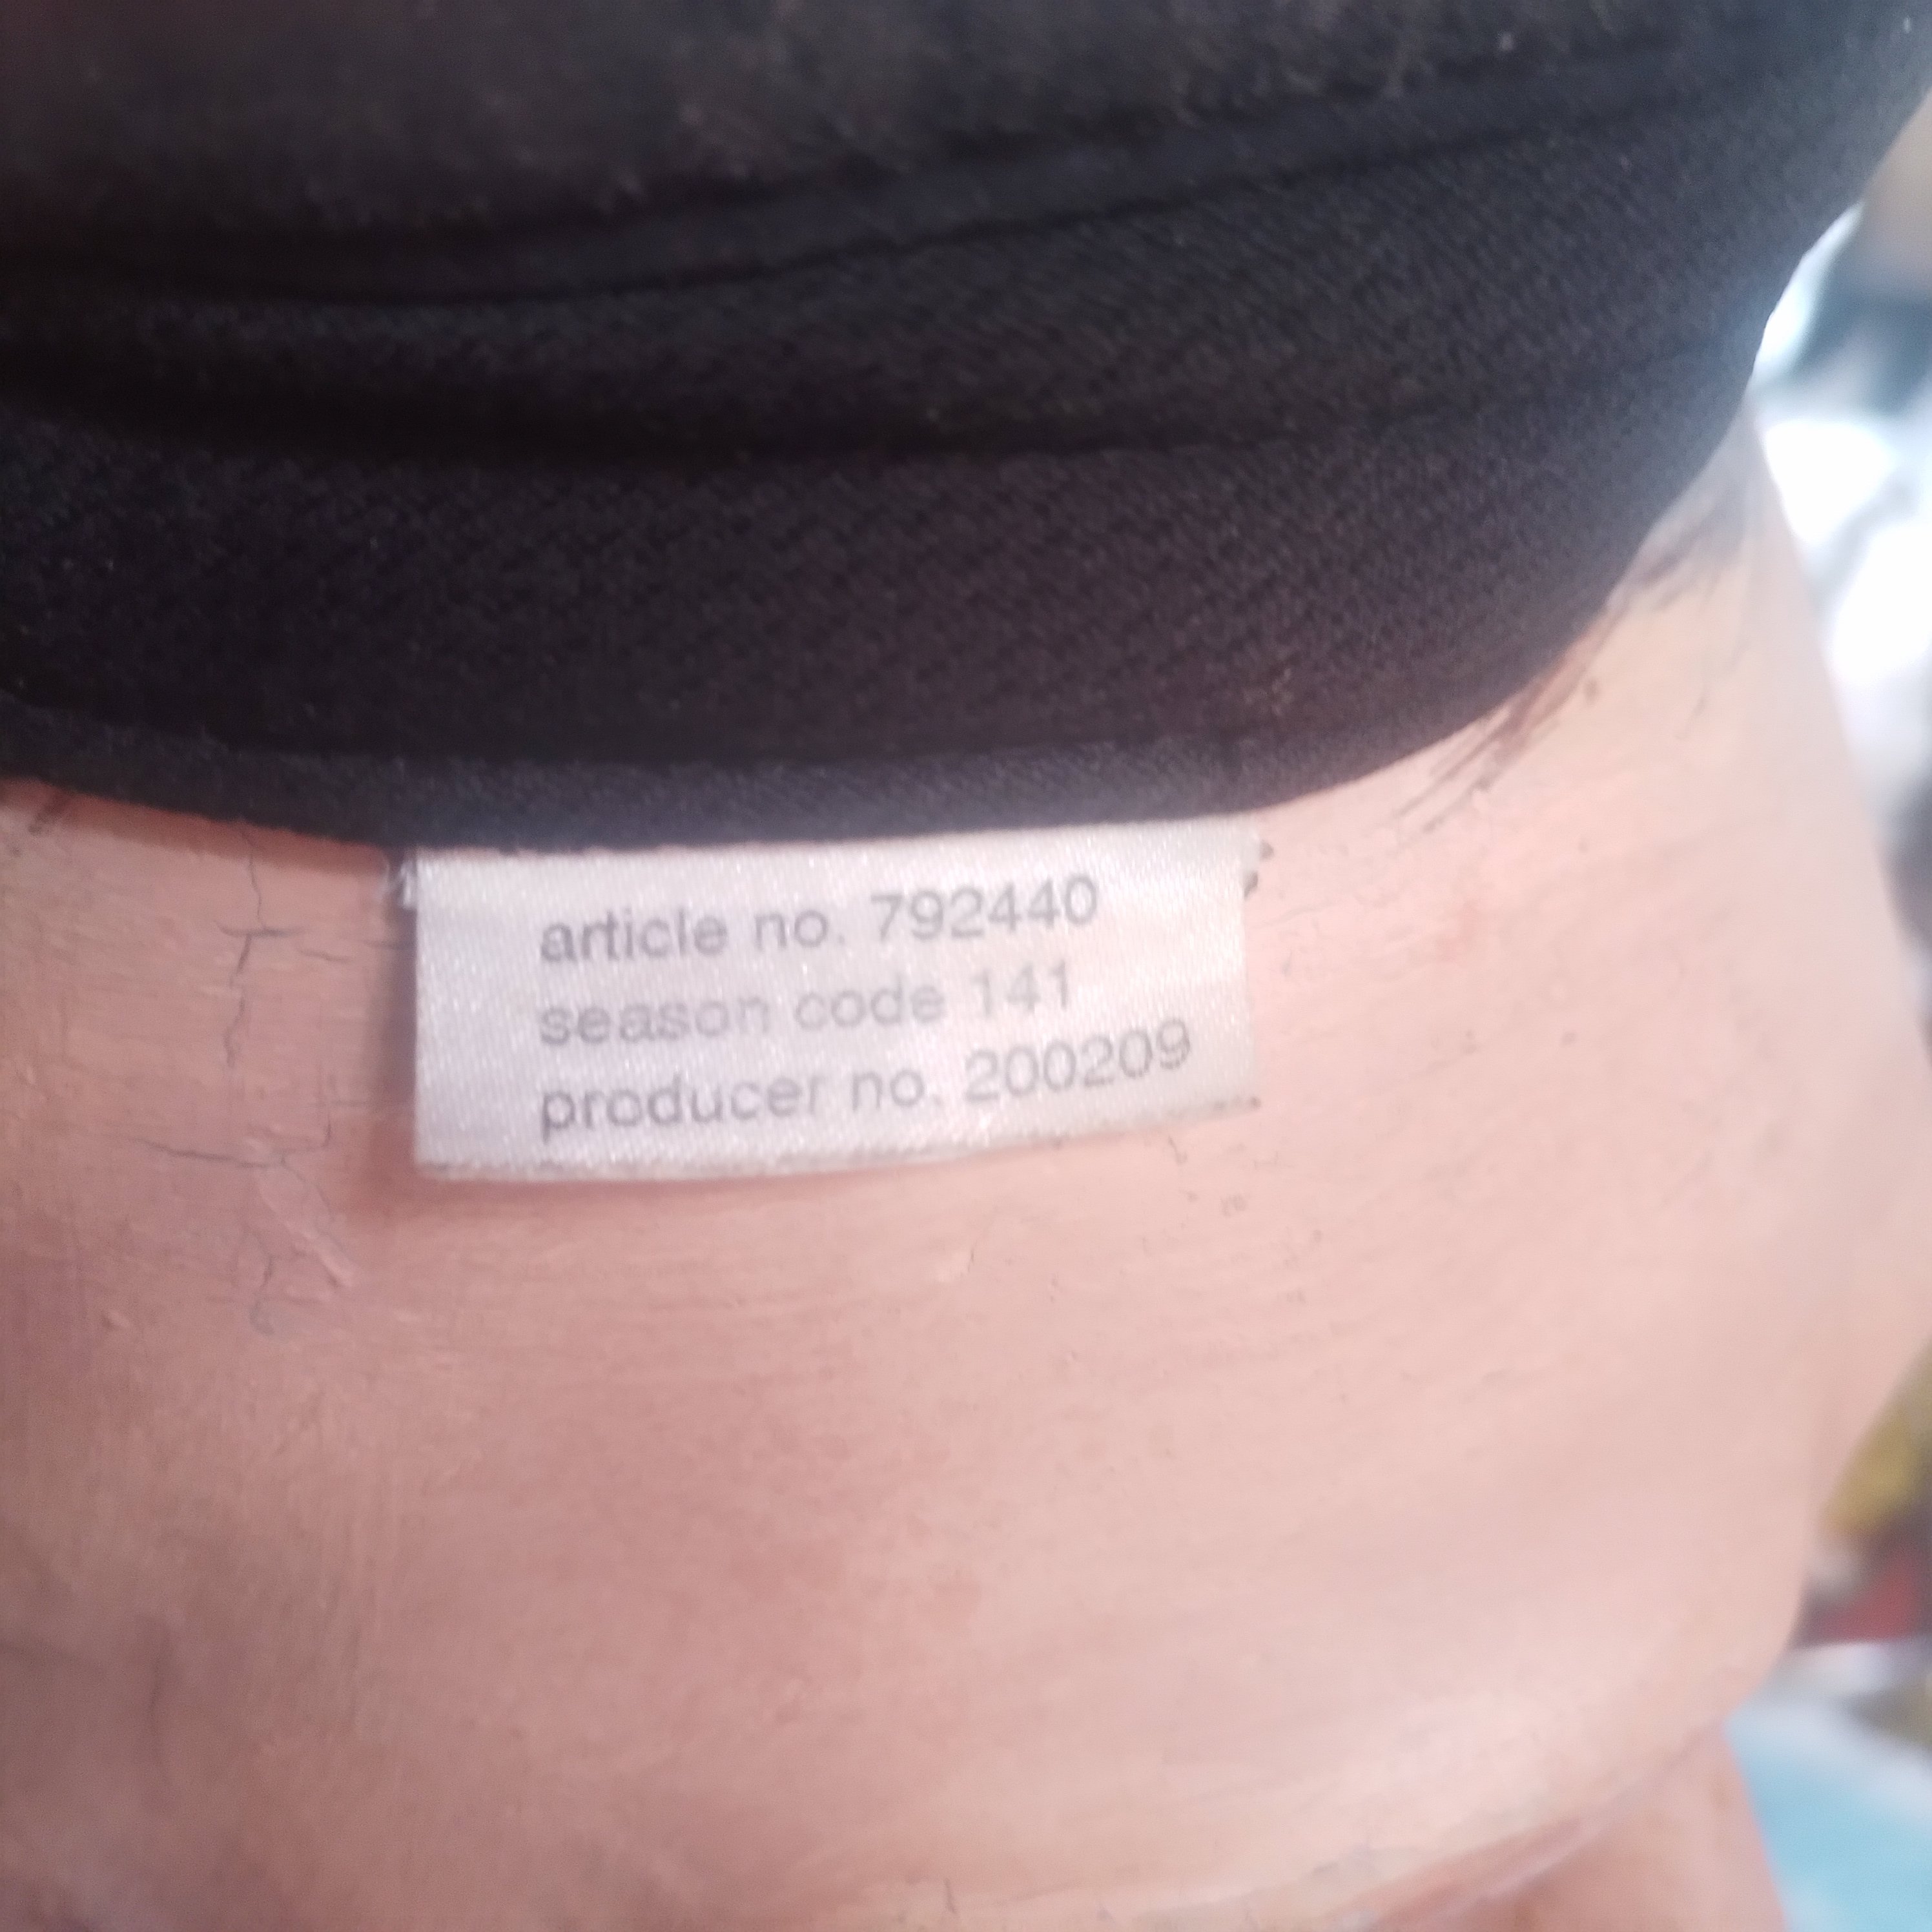 article no. 792440
season code 141
producer no. 200209